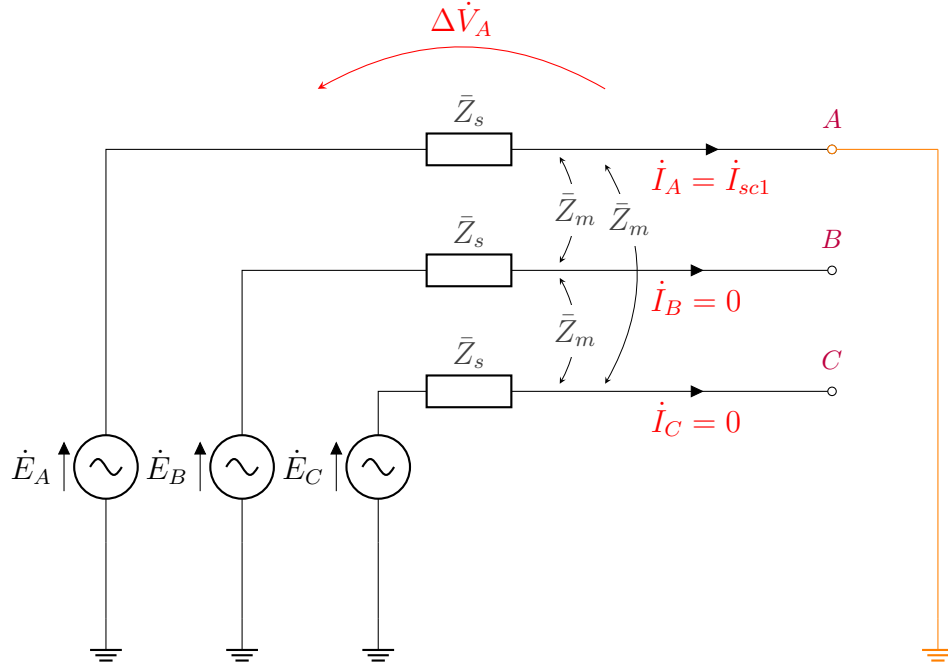 ΔV̇_A
Z̄_s
A
İ_A = İ_sc1
Z̄_m
Z̄_m
Z̄_s
B
İ_B = 0
Z̄_m
Z̄_s
C
İ_C = 0
Ė_A
Ė_B
Ė_C